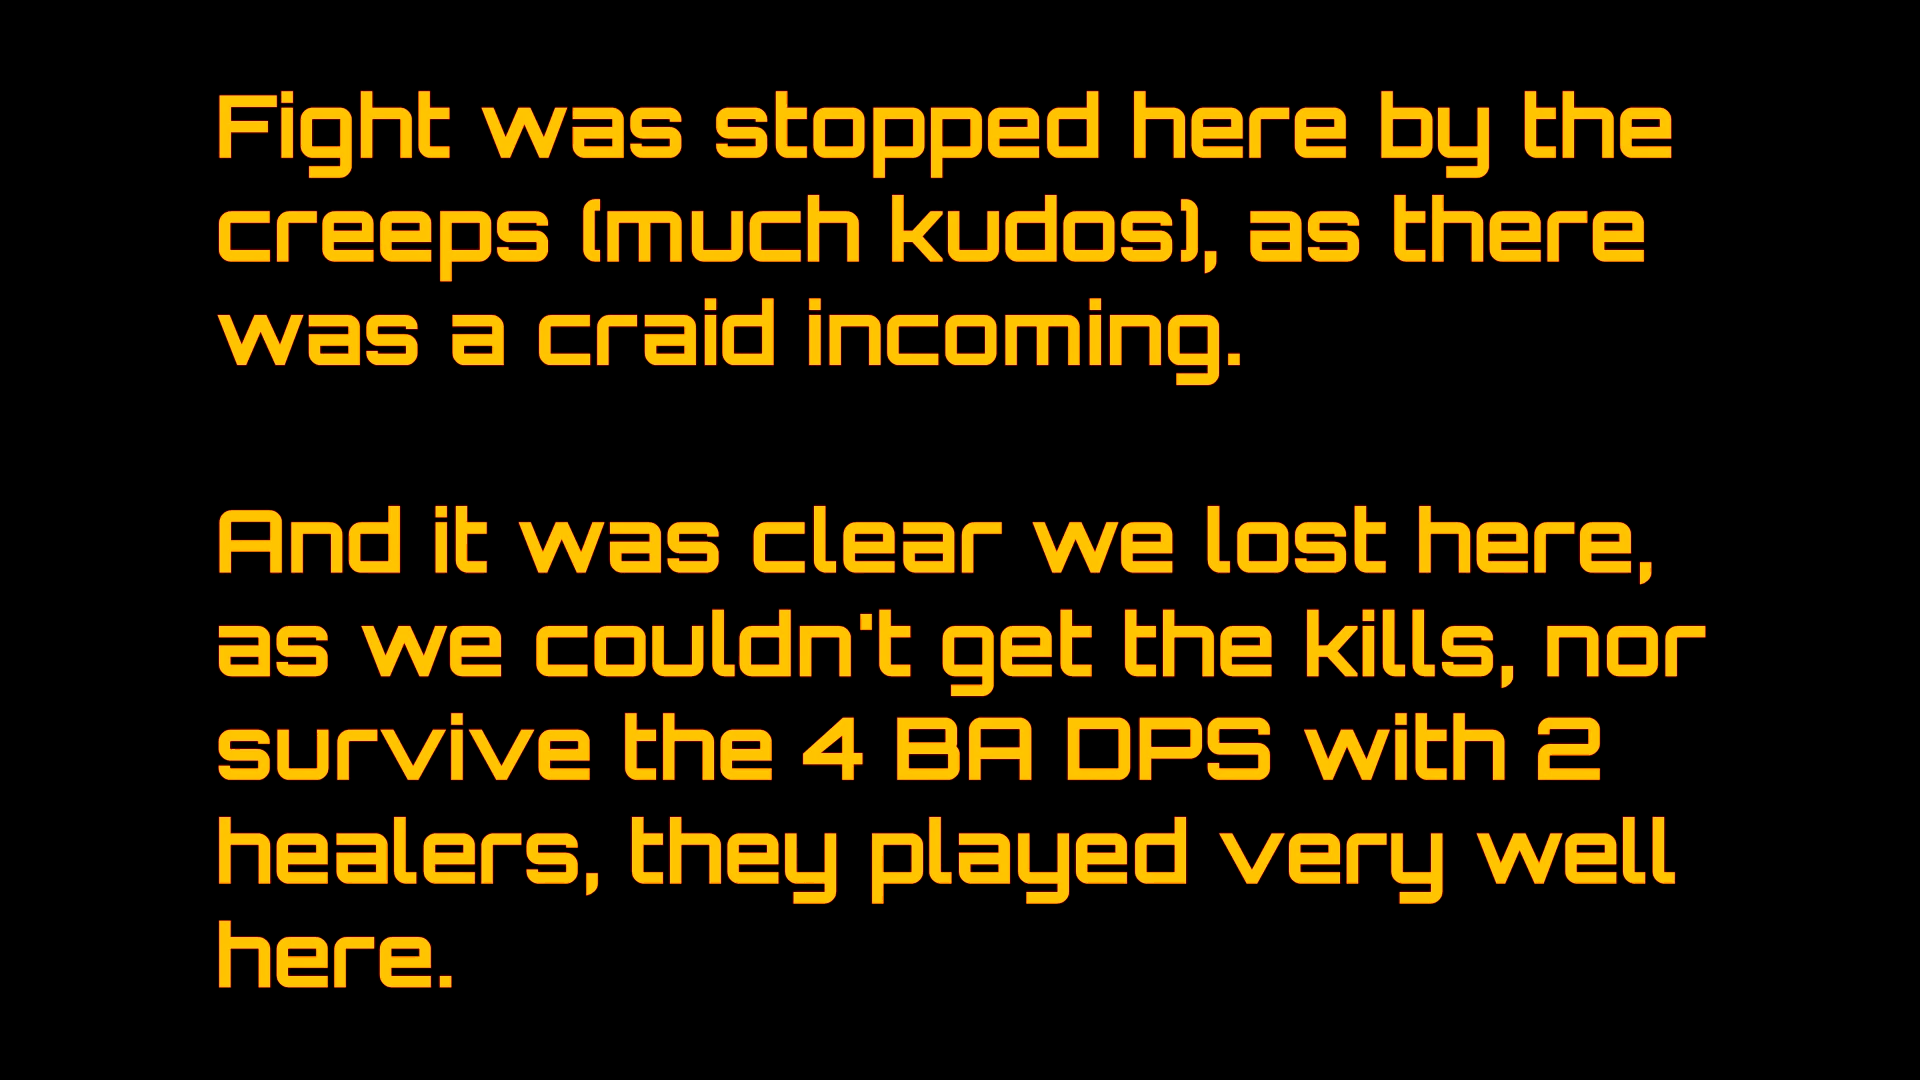 Fight was stopped here by the
creeps (much kudos), as there
was a craid incoming.
And it was clear we lost here,
as we couldn't get the kills, nor
survive the 4 BA DPS with 2
healers, they played very well
here.